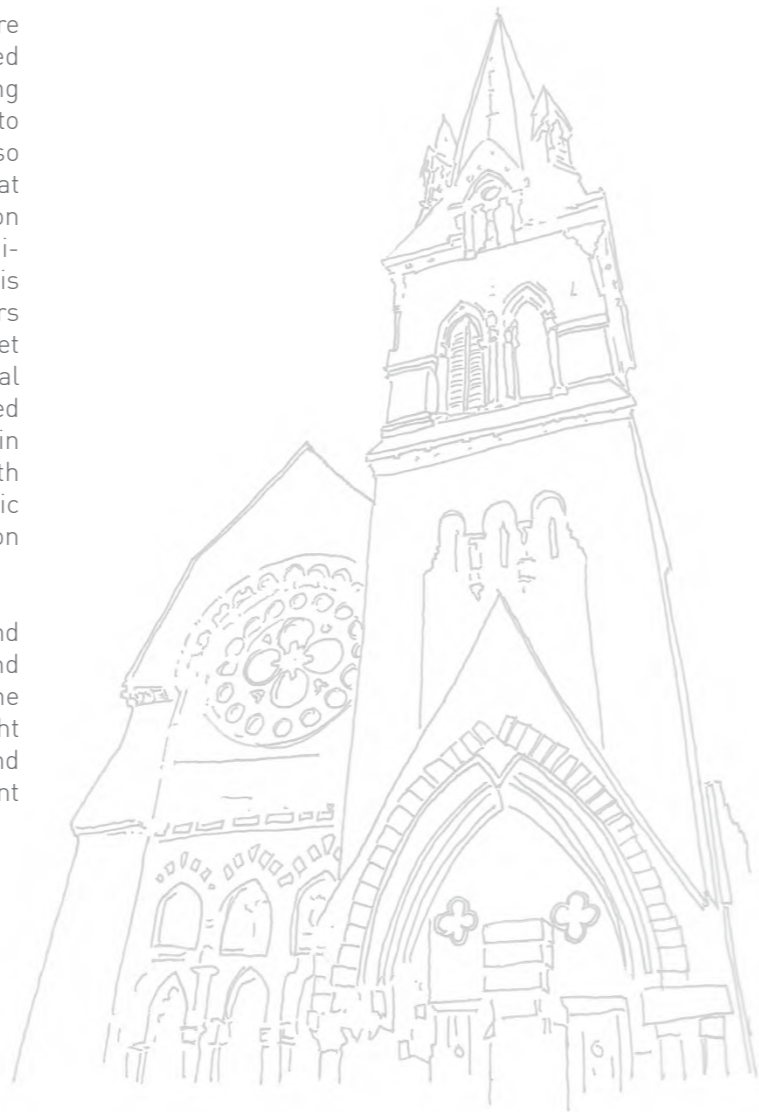 re
ed
ng
to
so
at
on
i-
is
rs
et
al
ed
in
th
ic
on
nd
nd
ne
ht
nd
nt